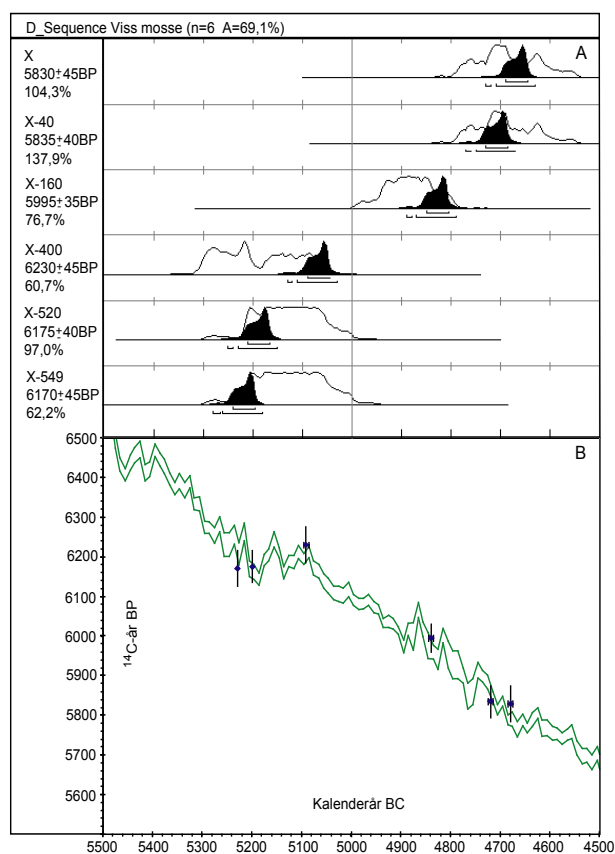 D_Sequence Viss mosse (n=6 A=69,1%)
A
X
5830±45BP
104,3%
X-40
5835±40BP
137,9%
X-160
5995±35BP
76,7%
X-400
6230±45BP
60,7%
X-520
6175±40BP
97,0%
X-549
6170±45BP
62,2%
B
6500
6400
6300
6200
6100
6000
5900
5800
5700
5600
¹⁴C-år BP
Kalenderår BC
5500 5400 5300 5200 5100 5000 4900 4800 4700 4600 4500